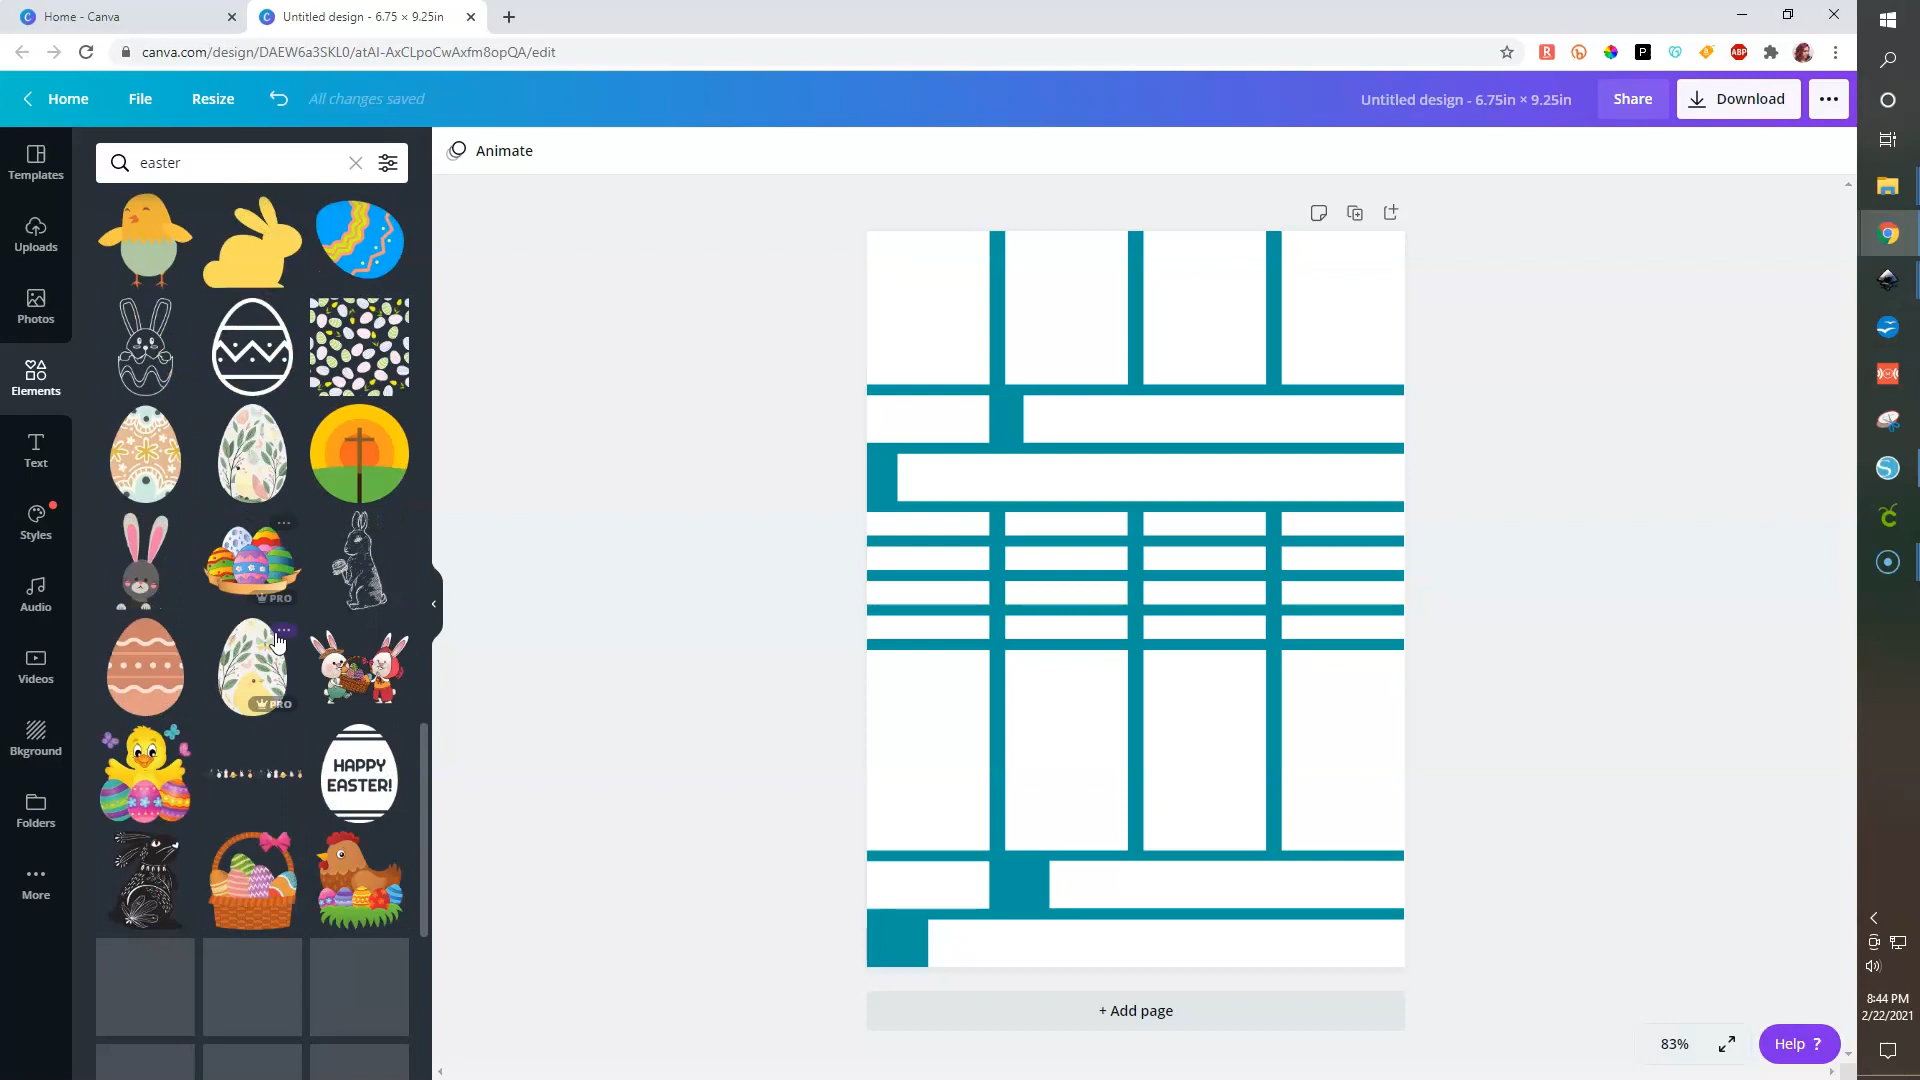 Home - Canva
Untitled design - 6.75 × 9.25in
canva.com/design/DAEW6a3SKL0/atAI-AxCLpoCwAxfm8opQA/edit
Home
File
Resize
All changes saved
Untitled design - 6.75in × 9.25in
Share
Download
Templates
Uploads
Photos
Elements
Text
Styles
Audio
Videos
Bkground
Folders
More
easter
PRO
PRO
HAPPY
EASTER!
Animate
+ Add page
83%
Help ?
ABP
P
8:44 PM
2/22/2021